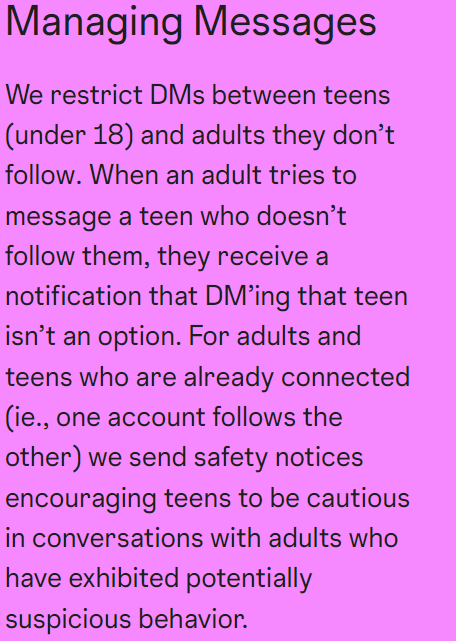 Managing Messages
We restrict DMs between teens
(under 18) and adults they don’t
follow. When an adult tries to
message a teen who doesn’t
follow them, they receive a
notification that DM’ing that teen
isn’t an option. For adults and
teens who are already connected
(ie., one account follows the
other) we send safety notices
encouraging teens to be cautious
in conversations with adults who
have exhibited potentially
suspicious behavior.